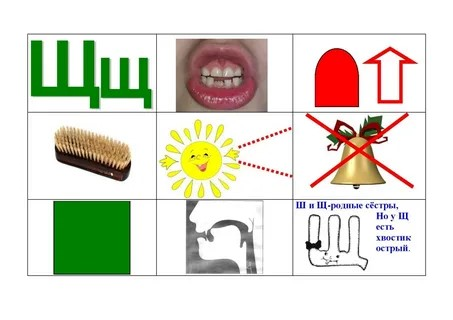 Щщ
Ш и Щ-родные сёстры,
Но у Щ
есть
хвостик
острый.